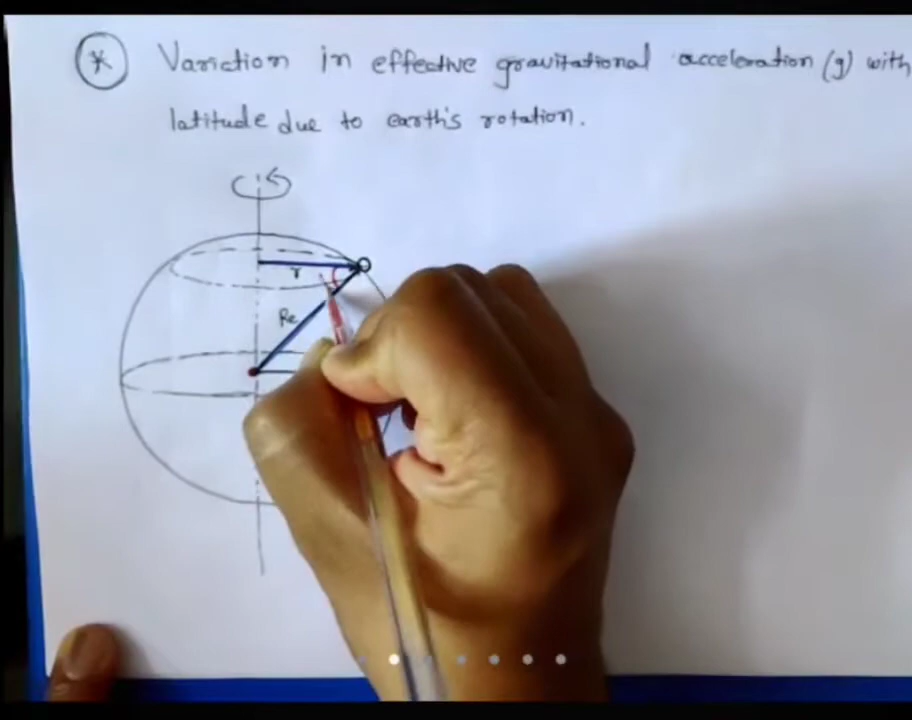 * Variation in effective gravitational acceleration (g) with
latitude due to earth's rotation.
r
Re